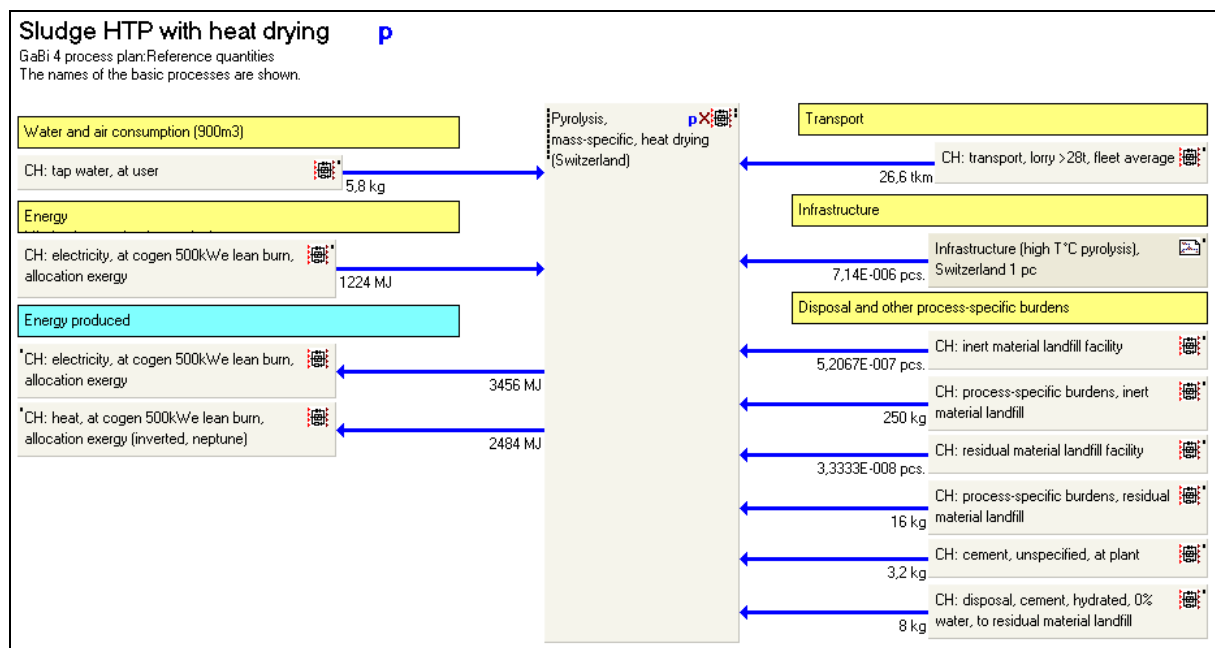 Sludge HTP with heat drying p
GaBi 4 process plan:Reference quantities
The names of the basic processes are shown.
Water and air consumption (900m3)
CH: tap water, at user
5,8 kg
Energy
CH: electricity, at cogen 500kWe lean burn,
allocation exergy
1224 MJ
Energy produced
CH: electricity, at cogen 500kWe lean burn,
allocation exergy
3456 MJ
CH: heat, at cogen 500kWe lean burn,
allocation exergy (inverted, neptune)
2484 MJ
Pyrolysis, pX
mass-specific, heat drying
(Switzerland)
Transport
CH: transport, lorry >28t, fleet average
26,6 tkm
Infrastructure
Infrastructure (high T°C pyrolysis),
Switzerland 1 pc
7,14E-006 pcs.
Disposal and other process-specific burdens
CH: inert material landfill facility
5,2067E-007 pcs.
CH: process-specific burdens, inert
material landfill
250 kg
CH: residual material landfill facility
3,3333E-008 pcs.
CH: process-specific burdens, residual
material landfill
16 kg
CH: cement, unspecified, at plant
3,2 kg
CH: disposal, cement, hydrated, 0%
water, to residual material landfill
8 kg